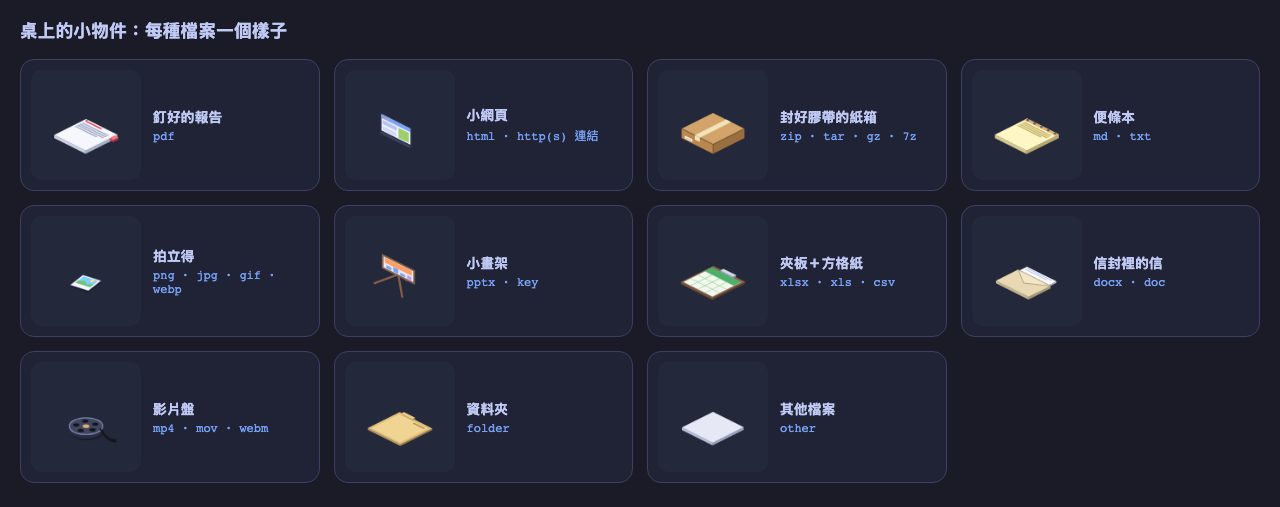 桌上的小物件：每種檔案一個樣子
釘好的報告
pdf
小網頁
html · http(s) 連結
封好膠帶的紙箱
zip · tar · gz · 7z
便條本
md · txt
拍立得
png · jpg · gif ·
webp
小畫架
pptx · key
夾板＋方格紙
xlsx · xls · csv
信封裡的信
docx · doc
影片盤
mp4 · mov · webm
資料夾
folder
其他檔案
other